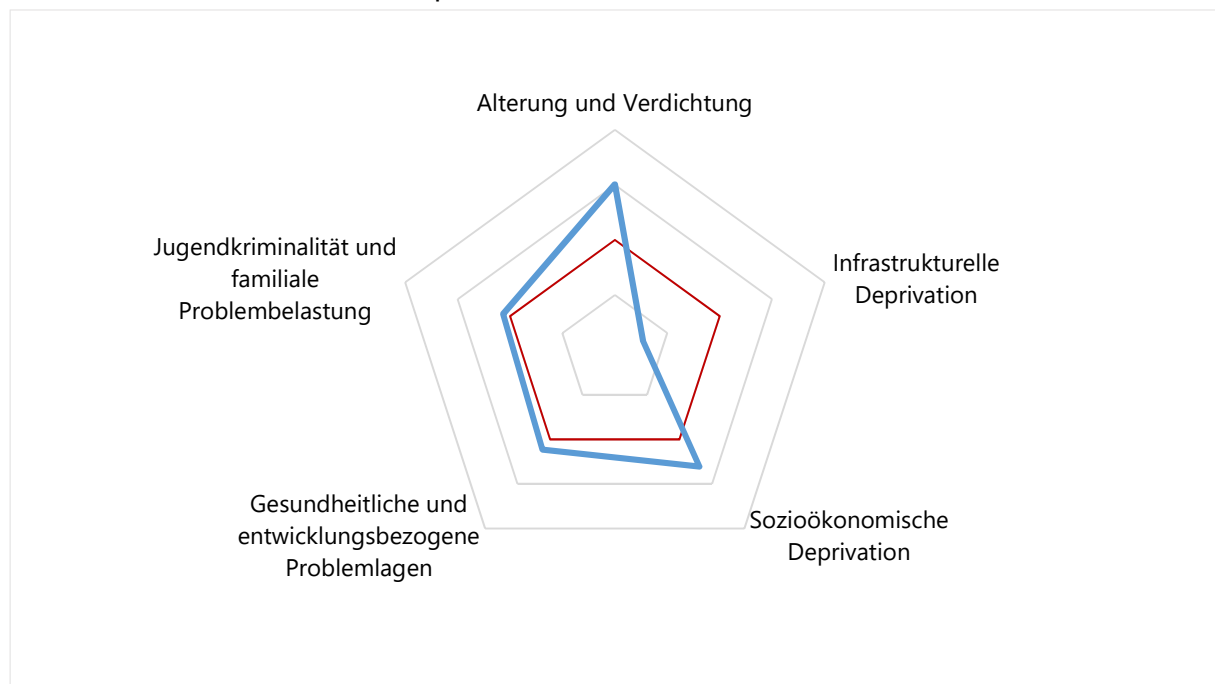 Alterung und Verdichtung
Jugendkriminalität und
familiale
Problembelastung
Infrastrukturelle
Deprivation
Gesundheitliche und
entwicklungsbezogene
Problemlagen
Sozioökonomische
Deprivation